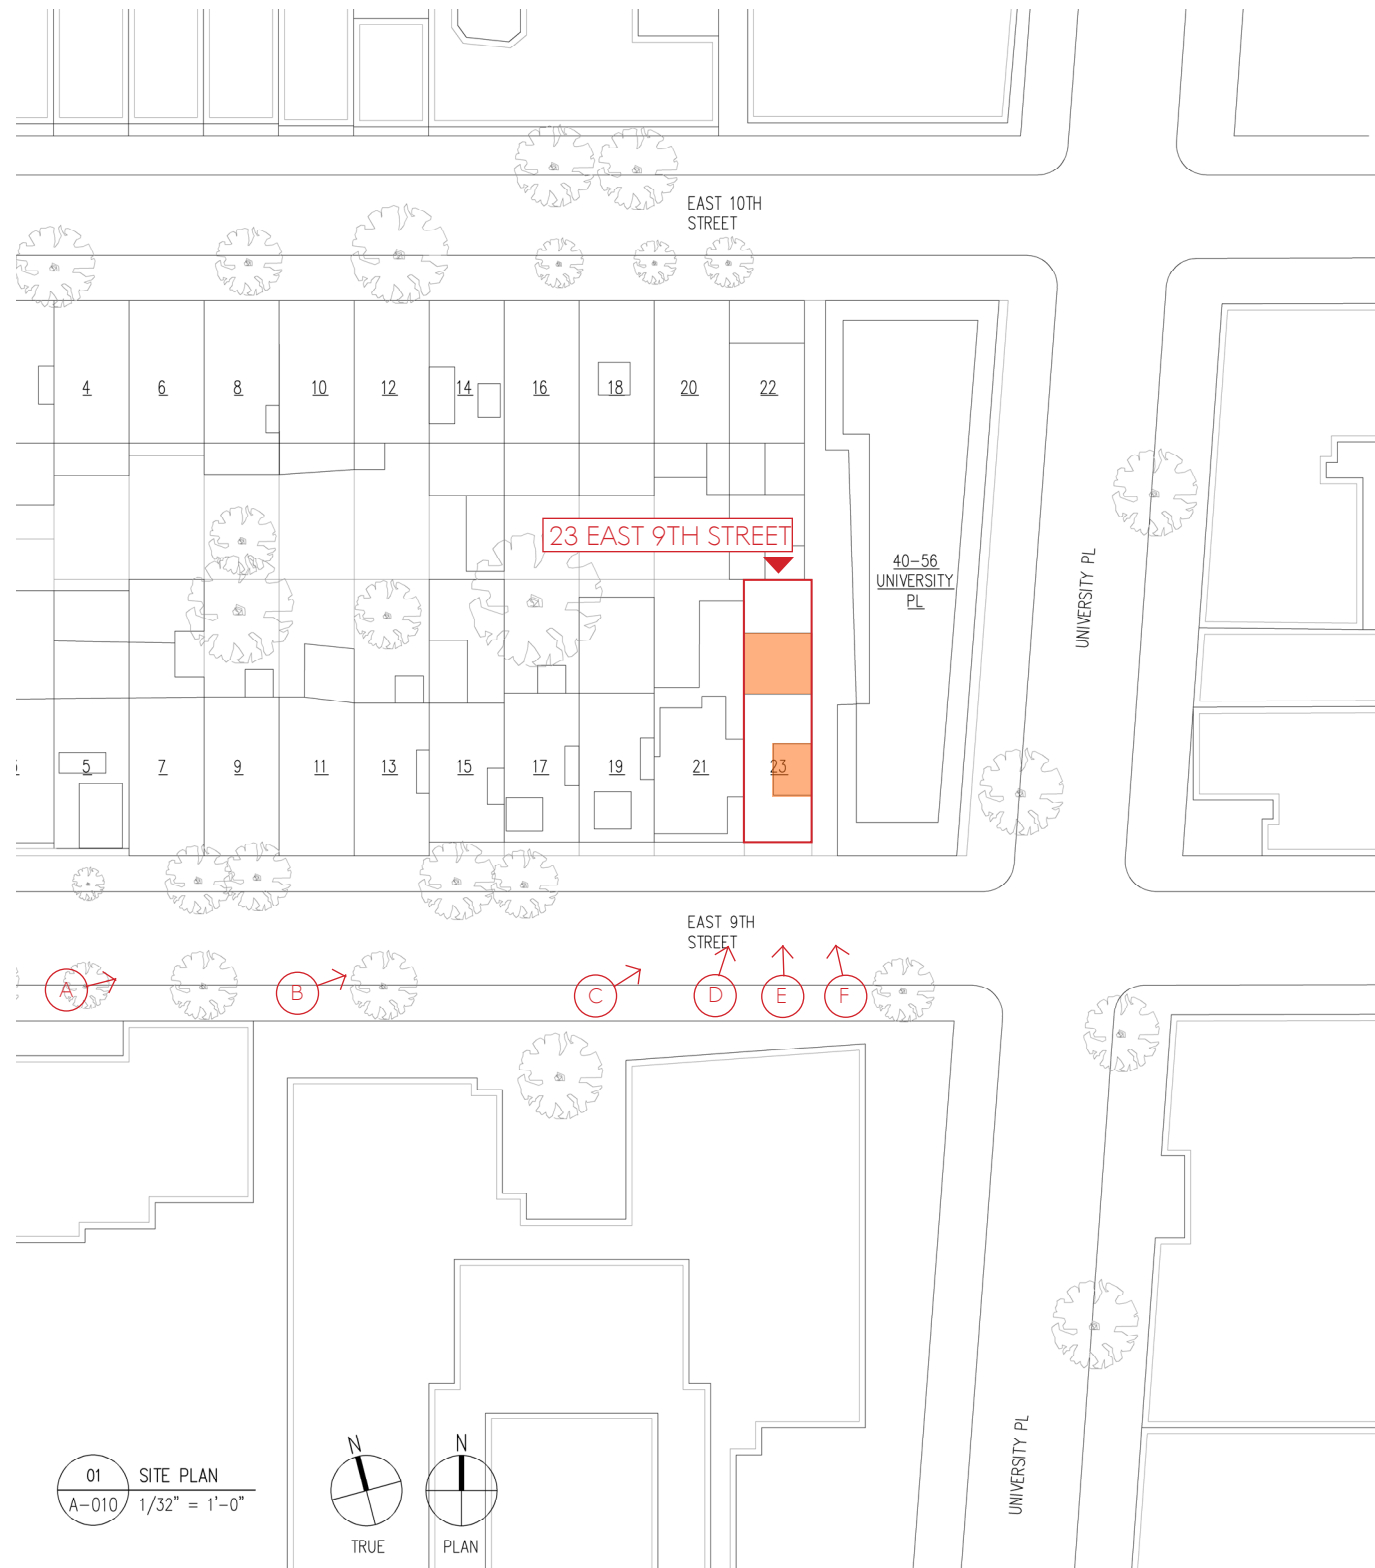 EAST 10TH
STREET
4
6
8
10
12
14
16
18
20
22
23 EAST 9TH STREET
40-56
UNIVERSITY
PL
UNIVERSITY PL
5
7
9
11
13
15
17
19
21
23
EAST 9TH
STREET
A
B
C
D
E
F
UNIVERSITY PL
01
SITE PLAN
A-010
1/32" = 1'-0"
N
TRUE
N
PLAN